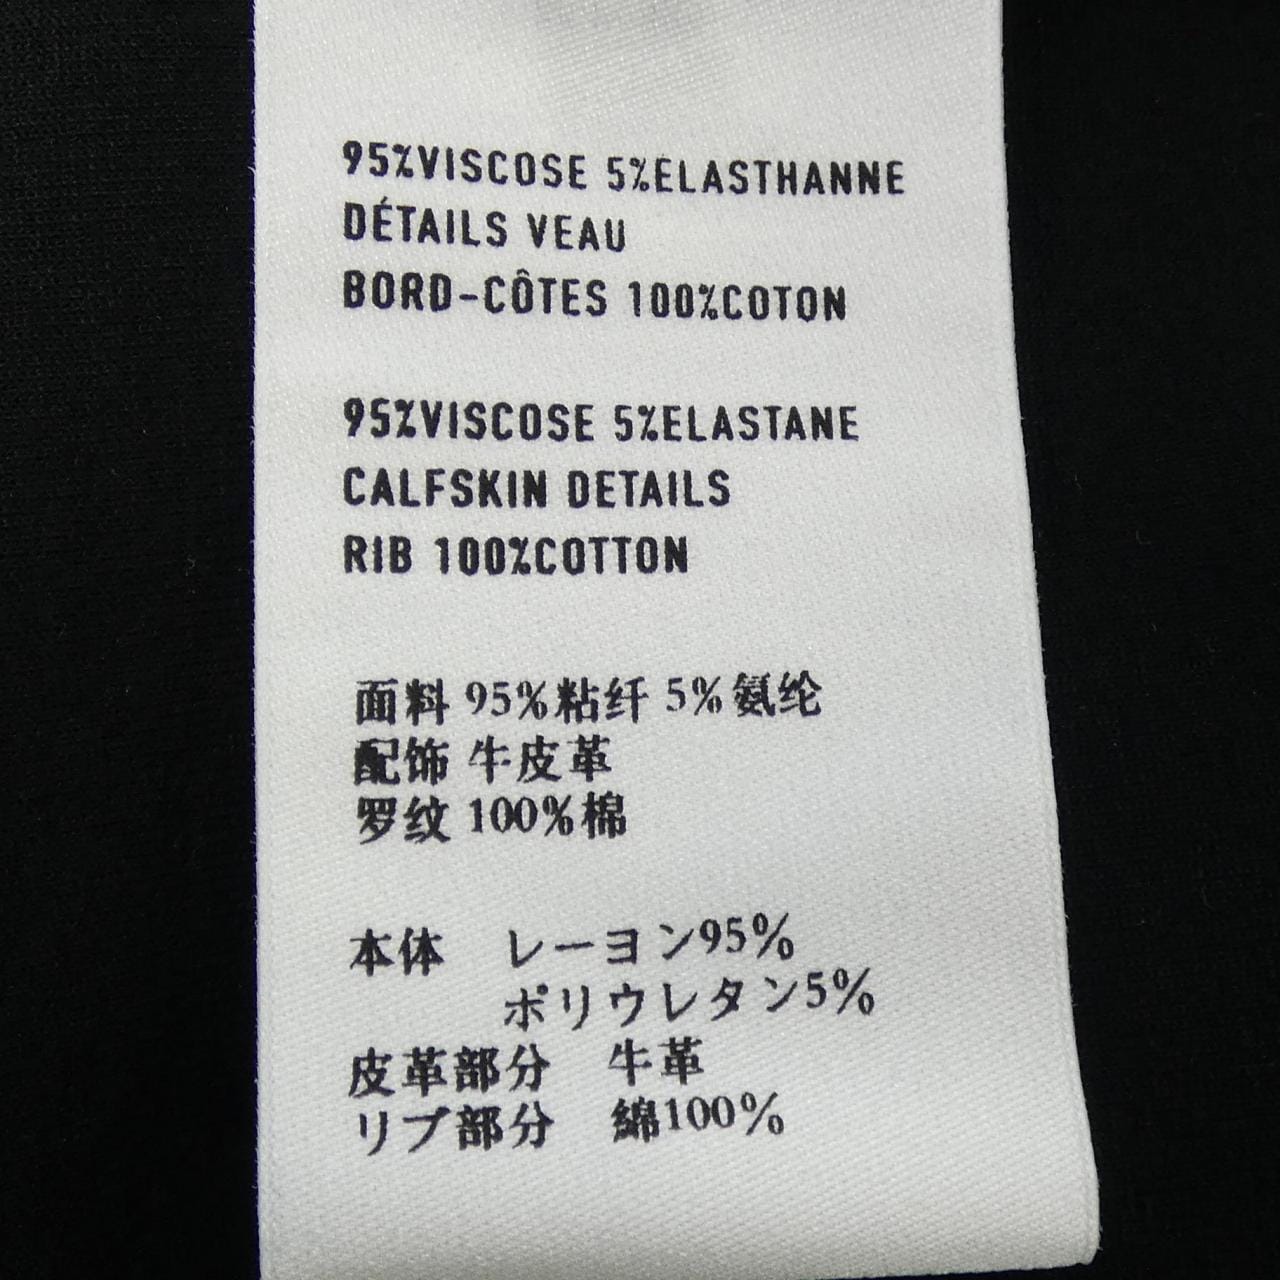 95%VISCOSE 5%ÉLASTHANNE
DÉTAILS VEAU
BORD-CÔTES 100%COTON
95%VISCOSE 5%ELASTANE
CALFSKIN DETAILS
RIB 100%COTTON
面料 95%粘纤 5%氨纶
配饰 牛皮革
罗纹 100%棉
本体 レーヨン95%
ポリウレタン5%
皮革部分 牛革
リブ部分 綿100%